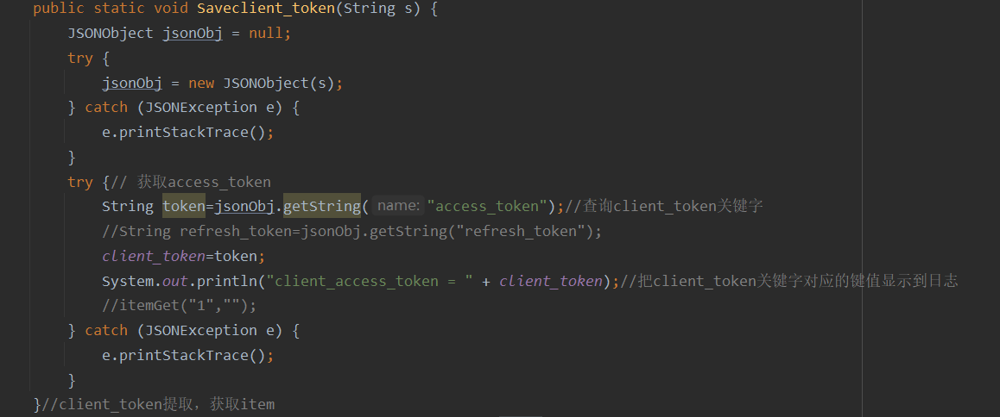 public static void Saveclient_token(String s) {
    JSONObject jsonObj = null;
    try {
        jsonObj = new JSONObject(s);
    } catch (JSONException e) {
        e.printStackTrace();
    }
    try {// 获取access_token
        String token=jsonObj.getString( name: "access_token");//查询client_token关键字
        //String refresh_token=jsonObj.getString("refresh_token");
        client_token=token;
        System.out.println("client_access_token = " + client_token);//把client_token关键字对应的键值显示到日志
        //itemGet("1","");
    } catch (JSONException e) {
        e.printStackTrace();
    }
}//client_token提取，获取item